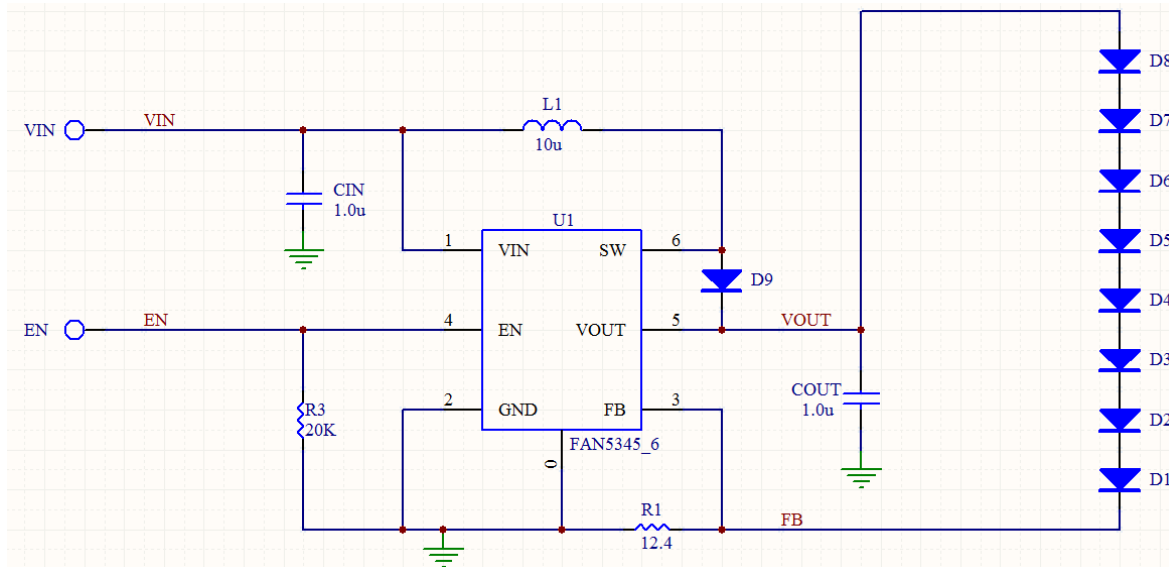 D8
L1
VIN
VIN
10u
D7
D6
CIN
1.0u
U1
1
VIN
SW
6
D5
D9
D4
EN
EN
4
EN
VOUT
5
VOUT
D3
R3
20K
2
GND
FB
3
COUT
1.0u
D2
FAN5345_6
0
D1
R1
12.4
FB